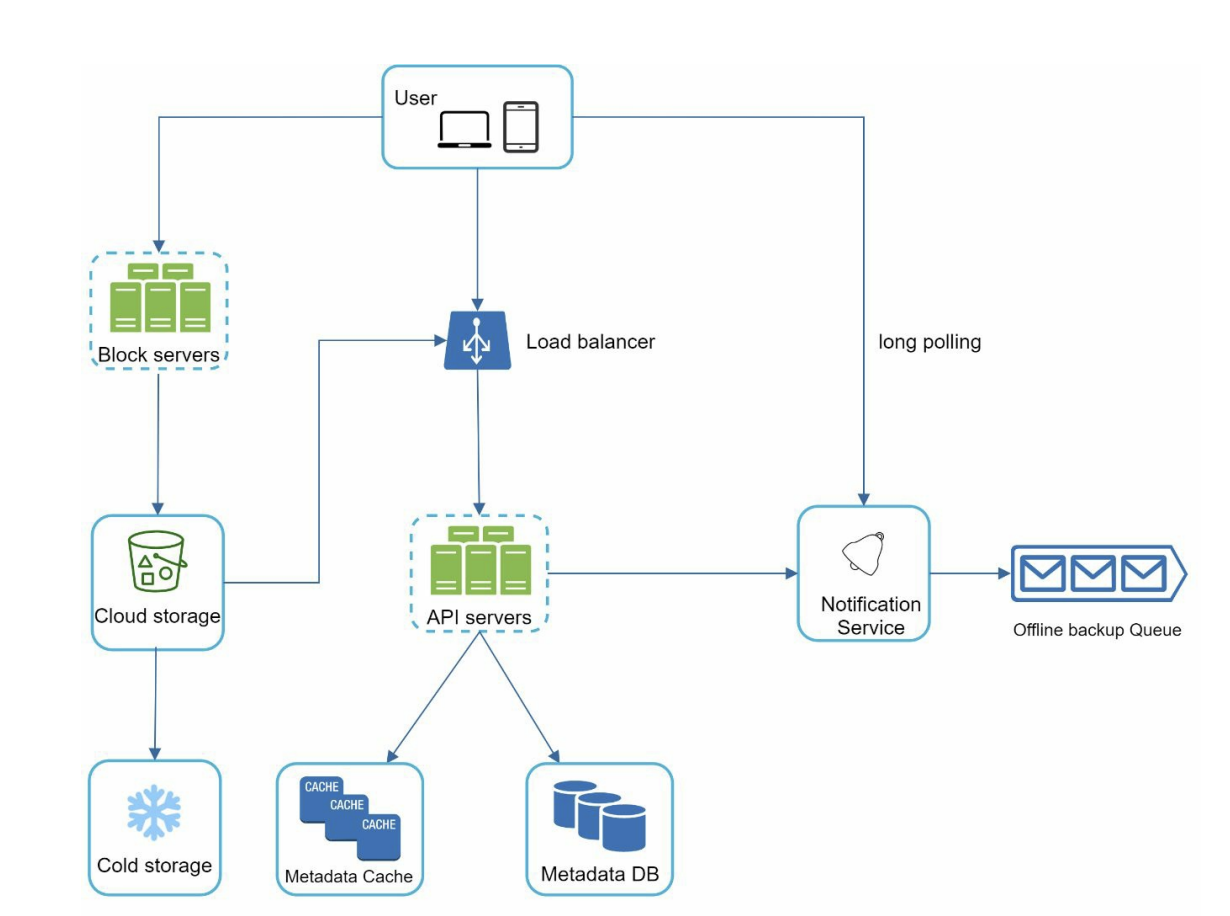 User
Block servers
Load balancer
long polling
Cloud storage
API servers
Notification
Service
Offline backup Queue
CACHE
CACHE
CACHE
Cold storage
Metadata Cache
Metadata DB